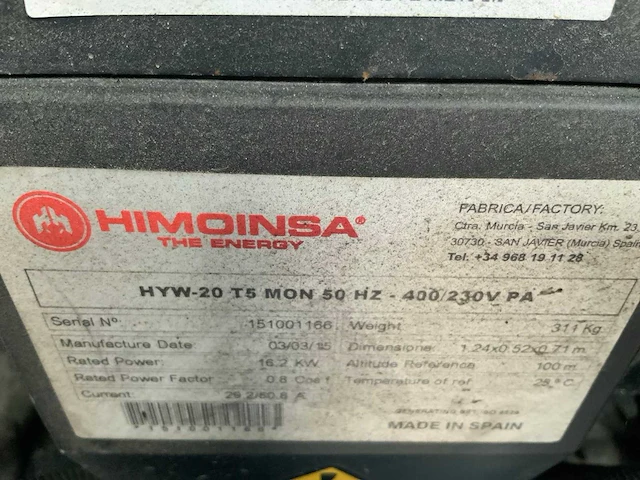 HIMOINSA®
THE ENERGY
FABRICA/FACTORY:
Ctra. Murcia - San Javier Km. 23,
30730 - SAN JAVIER (Murcia) Spain
Tel. +34 968 19 11 28
HYW-20 T5 MON 50 HZ - 400/230V PA
Serial Nº: 151001166 Weight 311 Kg
Manufacture Date 03/03/15 Dimensions 1.24x0.52x0.71 m
Rated Power: 16.2 KW Altitude Reference 100 m
Rated Power Factor 0.8 Cos f Temperature of ref. 25 º C
Current: 29.2/50.8 A
MADE IN SPAIN